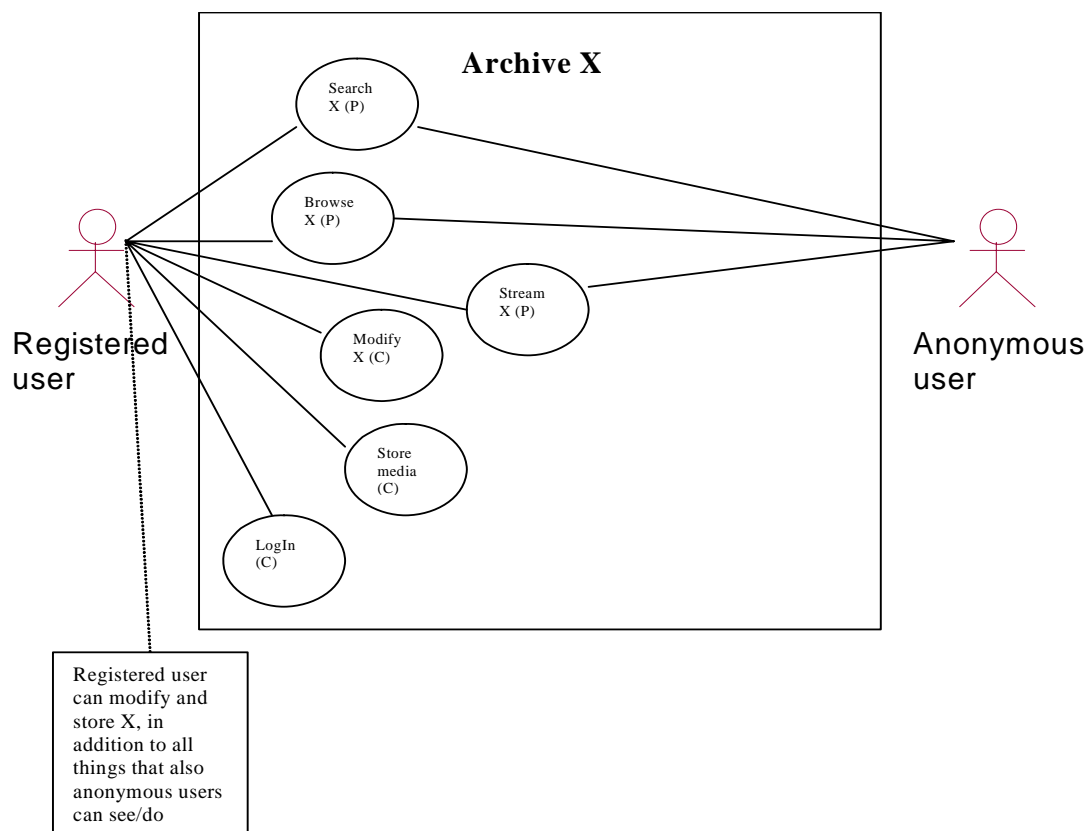 Archive X
Search
X (P)
Browse
X (P)
Stream
X (P)
Modify
X (C)
Store
media
(C)
LogIn
(C)
Registered
user
Anonymous
user
Registered user
can modify and
store X, in
addition to all
things that also
anonymous users
can see/do